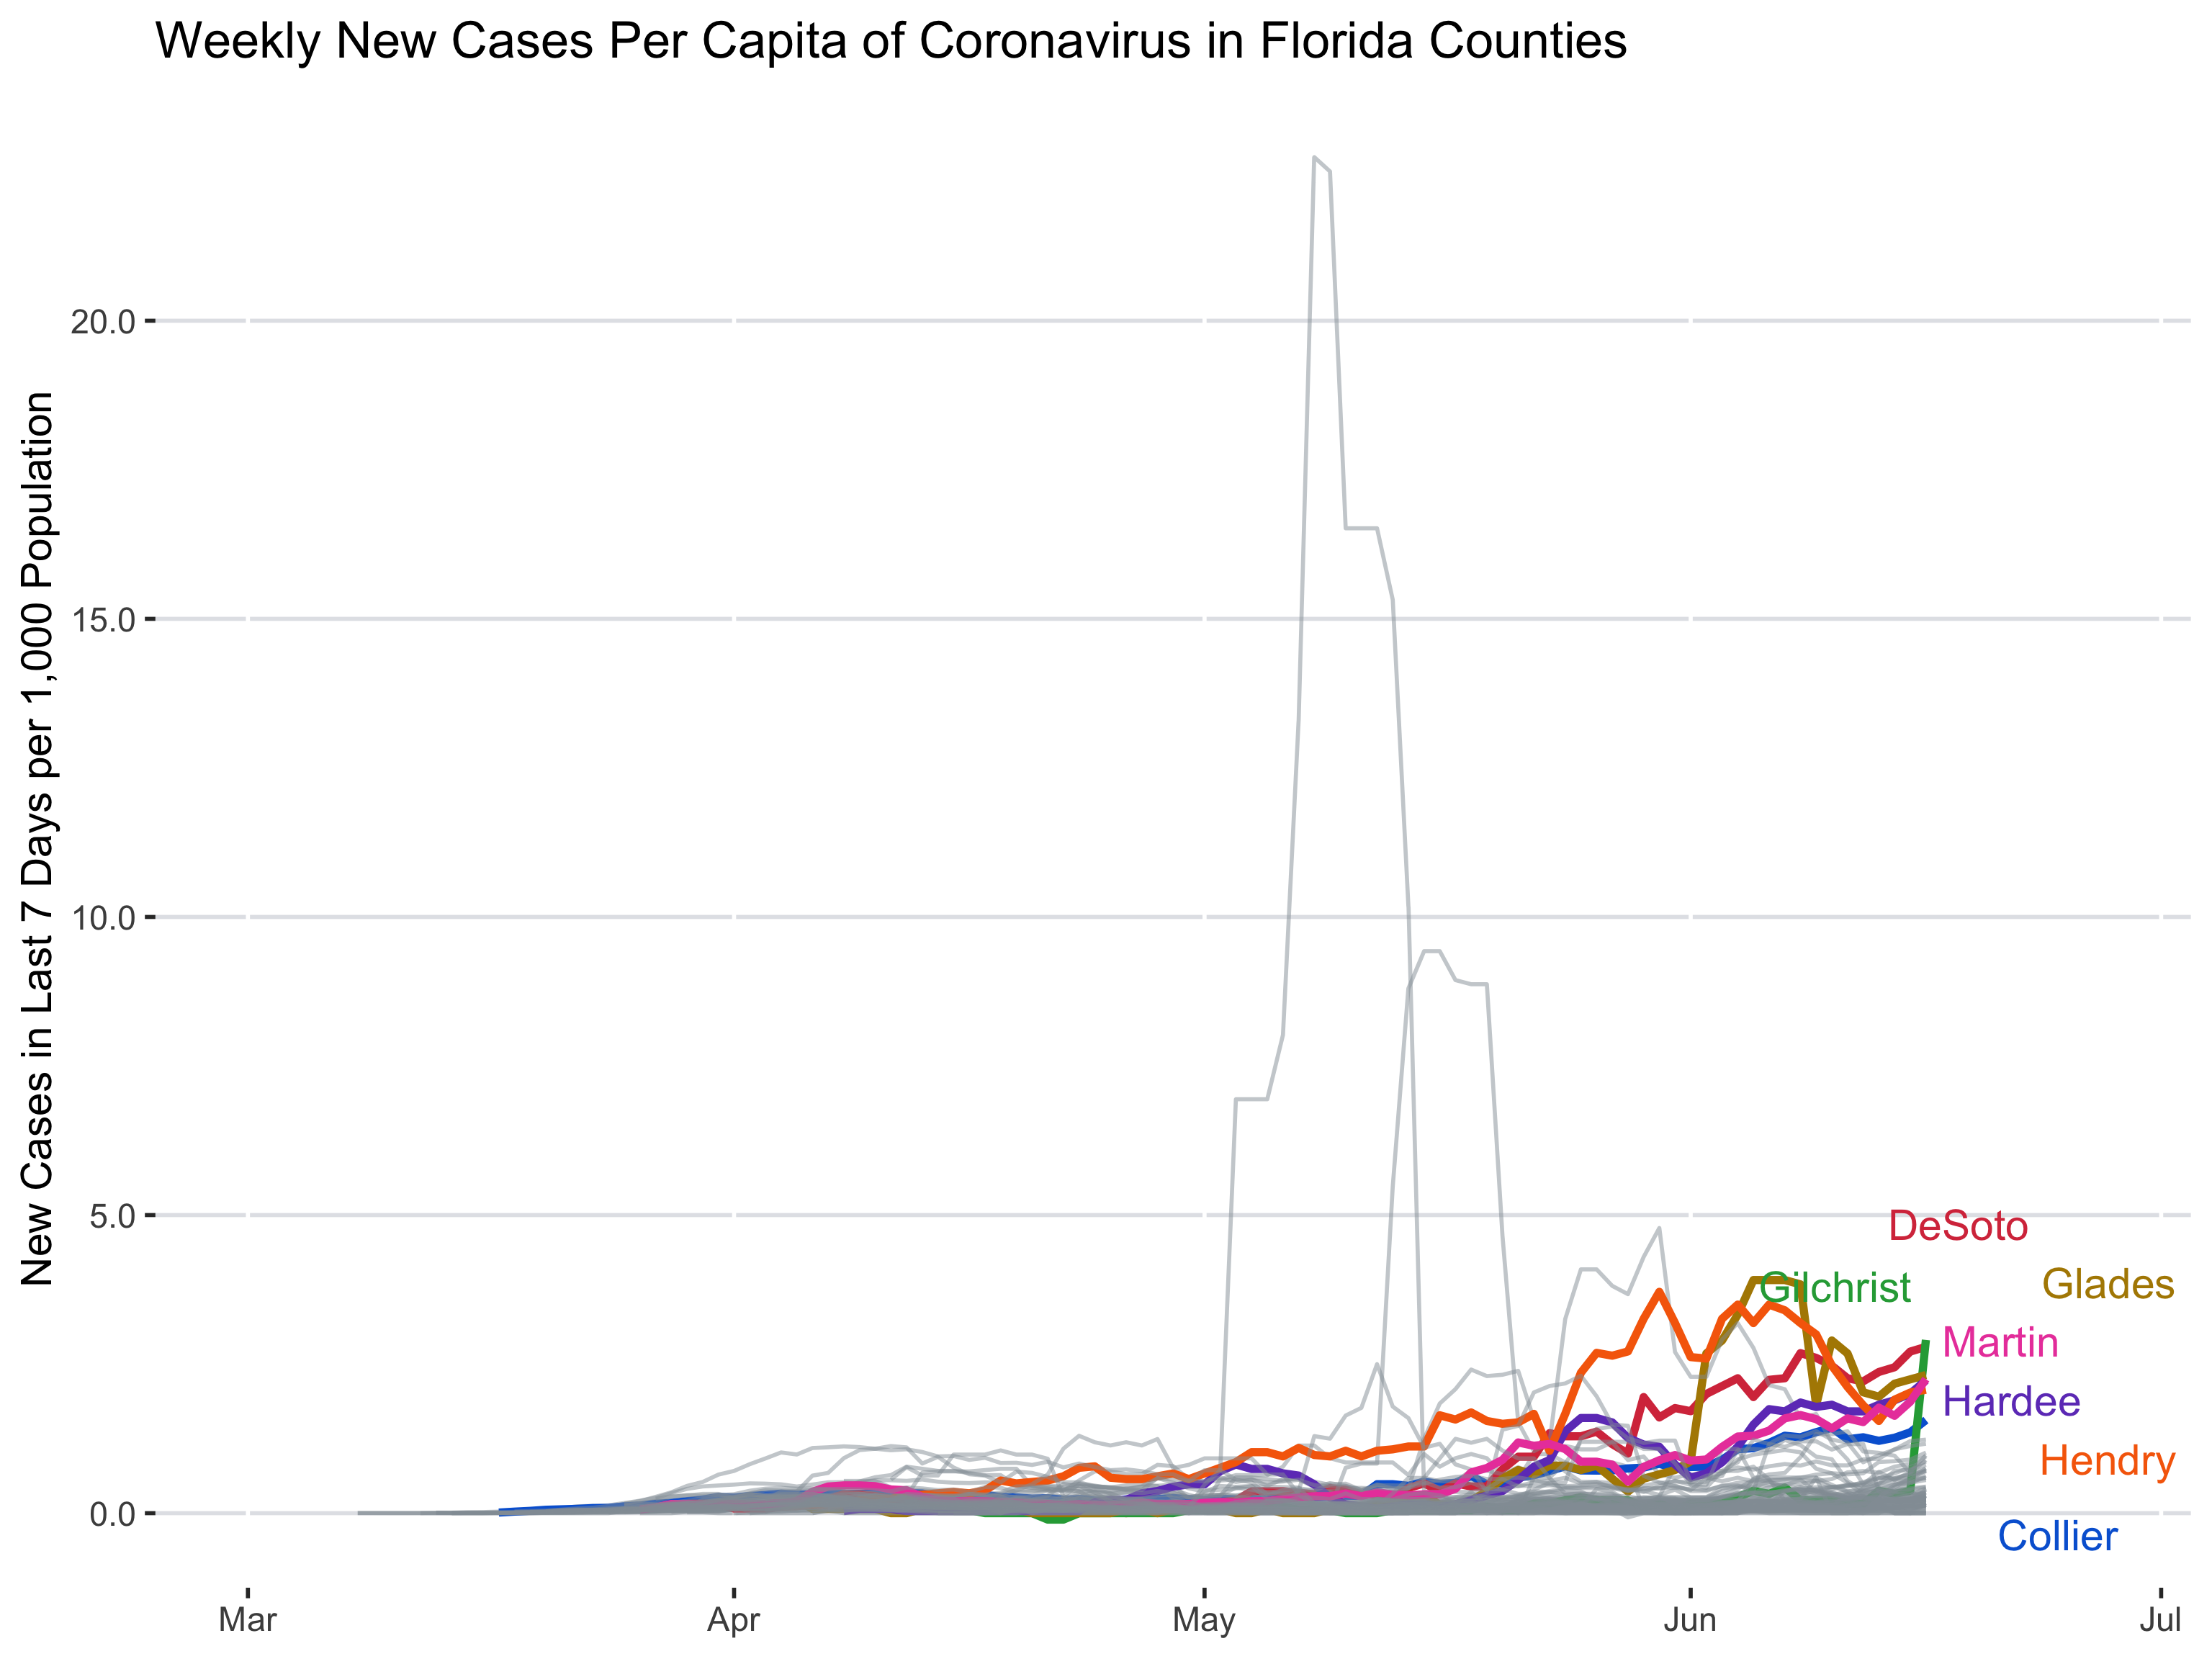 Weekly New Cases Per Capita of Coronavirus in Florida Counties
New Cases in Last 7 Days per 1,000 Population
20.0
15.0
10.0
5.0
0.0
DeSoto
Gilchrist
Glades
Martin
Hardee
Hendry
Collier
Mar
Apr
May
Jun
Jul